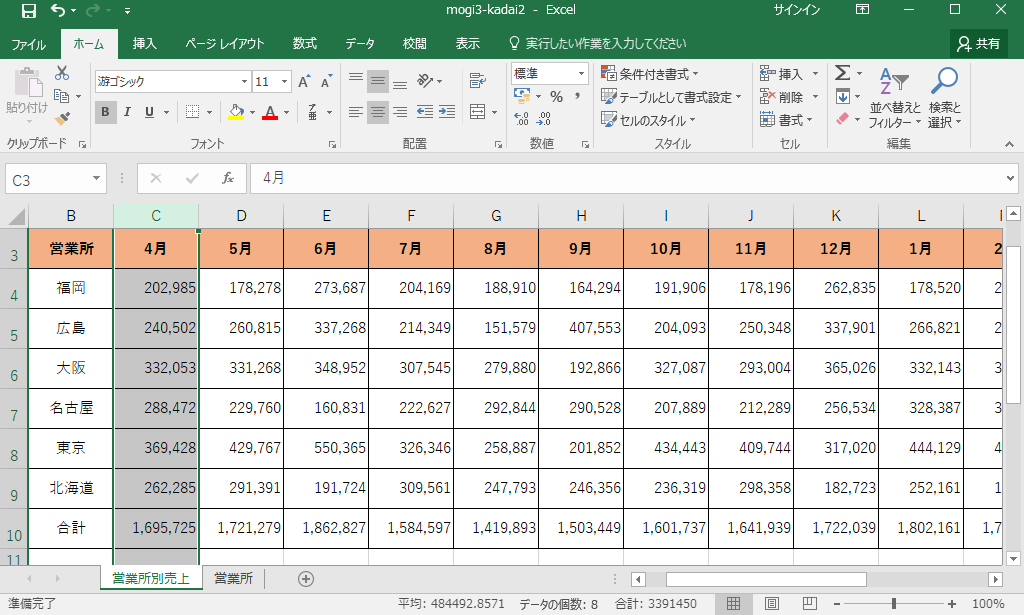 mogi3-kadai2 - Excel サインイン
ファイル ホーム 挿入 ページ レイアウト 数式 データ 校閲 表示 実行したい作業を入力してください 共有
游ゴシック 11 A A 標準 条件付き書式 挿入 Σ
貼り付け B I U A % , テーブルとして書式設定 削除 並べ替えと フィルター 検索と 選択
.00 セルのスタイル 書式
クリップボード フォント 配置 数値 スタイル セル 編集
C3 fx 4月
B C D E F G H I J K L
3 営業所 4月 5月 6月 7月 8月 9月 10月 11月 12月 1月 2
4 福岡 202,985 178,278 273,687 204,169 188,910 164,294 191,906 178,196 262,835 178,520 2
5 広島 240,502 260,815 337,268 214,349 151,579 407,553 204,093 250,348 337,901 266,821 2
6 大阪 332,053 331,268 348,952 307,545 279,880 192,866 327,087 293,004 365,026 332,143 3
7 名古屋 288,472 229,760 160,831 222,627 292,844 290,528 207,889 212,289 256,534 328,387 3
8 東京 369,428 429,767 550,365 326,346 258,887 201,852 434,443 409,744 317,020 444,129 4
9 北海道 262,285 291,391 191,724 309,561 247,793 246,356 236,319 298,358 182,723 252,161 1
10 合計 1,695,725 1,721,279 1,862,827 1,584,597 1,419,893 1,503,449 1,601,737 1,641,939 1,722,039 1,802,161 1,7
11
営業所別売上 営業所
準備完了 平均: 484492.8571 データの個数: 8 合計: 3391450 100%